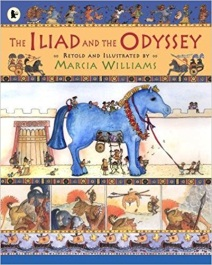 THE ILIAD AND THE ODYSSEY
RETOLD AND ILLUSTRATED BY
MARCIA WILLIAMS